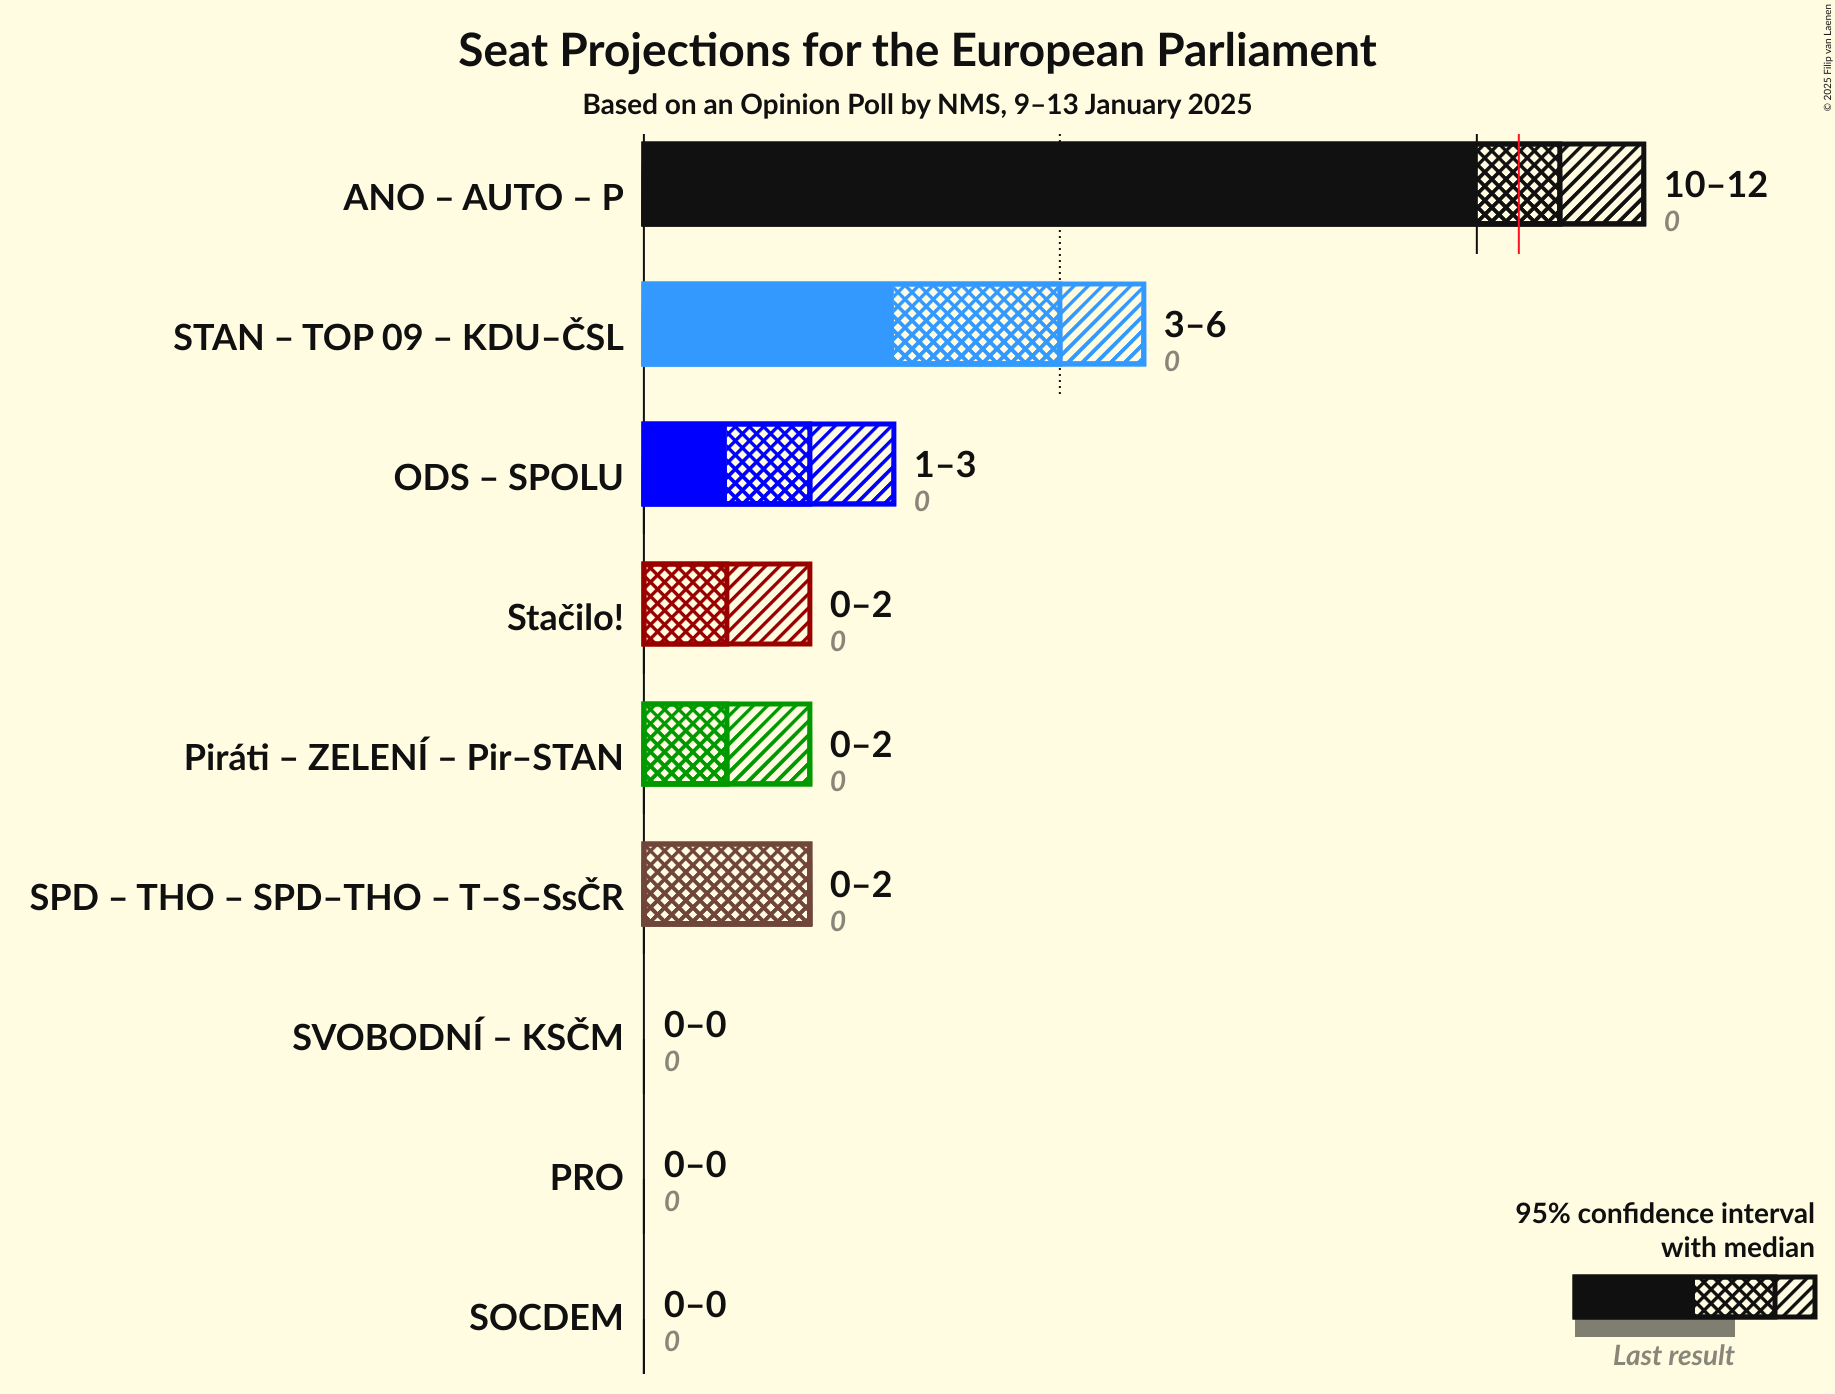 Seat Projections for the European Parliament
Based on an Opinion Poll by NMS, 9–13 January 2025
© 2025 Filip van Laenen
ANO – AUTO – P
10–12
0
STAN – TOP 09 – KDU–ČSL
3–6
0
ODS – SPOLU
1–3
0
Stačilo!
0–2
0
Piráti – ZELENÍ – Pir–STAN
0–2
0
SPD – THO – SPD–THO – T–S–SsČR
0–2
0
SVOBODNÍ – KSČM
0–0
0
PRO
0–0
0
SOCDEM
0–0
0
95% confidence interval
with median
Last result